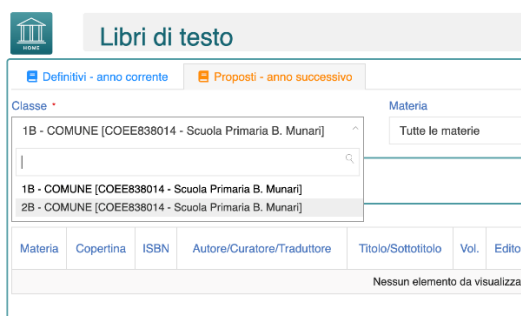 HOME
Libri di testo
Definitivi - anno corrente
Proposti - anno successivo
Classe *
Materia
1B - COMUNE [COEE838014 - Scuola Primaria B. Munari]
Tutte le materie
1B - COMUNE [COEE838014 - Scuola Primaria B. Munari]
2B - COMUNE [COEE838014 - Scuola Primaria B. Munari]
Materia Copertina ISBN Autore/Curatore/Traduttore Titolo/Sottotitolo Vol. Edito
Nessun elemento da visualizza